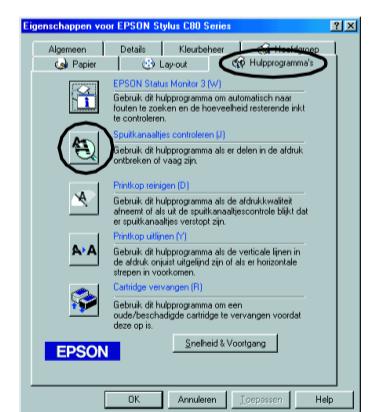 Eigenschappen voor EPSON Stylus C80 Series
Algemeen Details Kleurbeheer Hoofdgroep
Papier Lay-out Hulpprogramma's
EPSON Status Monitor 3 (W)
Gebruik dit hulpprogramma om automatisch naar
fouten te zoeken en de hoeveelheid resterende inkt
te controleren.
Spuitkanaaltjes controleren (J)
Gebruik dit hulpprogramma als er delen in de afdruk
ontbreken of vaag zijn.
Printkop reinigen (D)
Gebruik dit hulpprogramma als de afdrukkwaliteit
afneemt of als uit de spuitkanaaltjescontrole blijkt dat
er spuitkanaaltjes verstopt zijn.
Printkop uitlijnen (Y)
Gebruik dit hulpprogramma als de verticale lijnen in
de afdruk onjuist uitgelijnd zijn of als er horizontale
strepen in voorkomen.
Cartridge vervangen (R)
Gebruik dit hulpprogramma om een
oude/beschadigde cartridge te vervangen voordat
deze op is.
EPSON Snelheid & Voortgang
OK Annuleren Toepassen Help